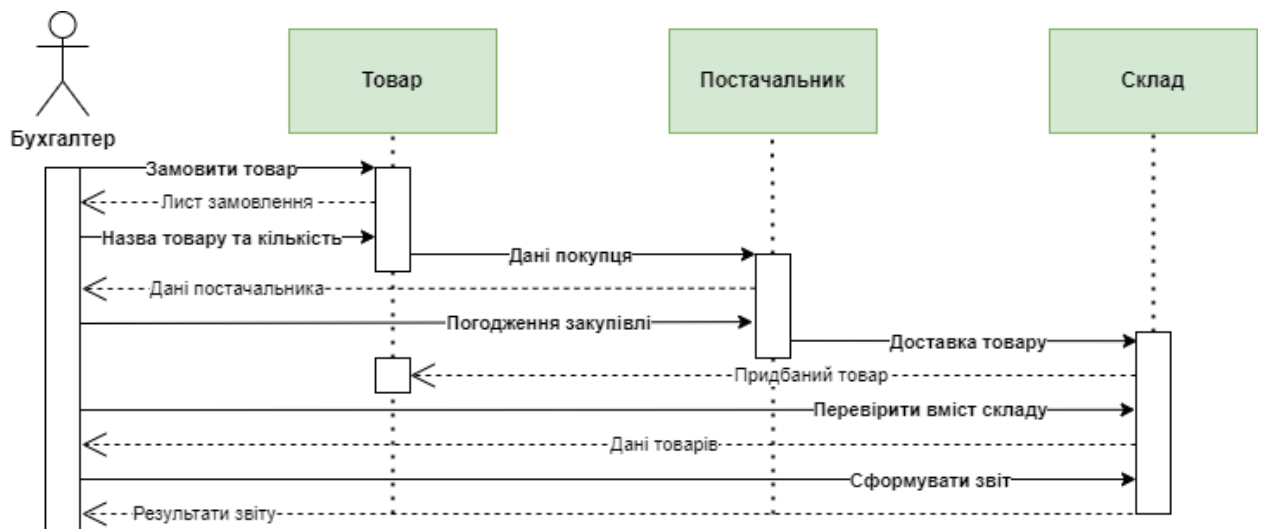 Товар
Постачальник
Склад
Бухгалтер
Замовити товар
Лист замовлення
Назва товару та кількість
Дані покупця
Дані постачальника
Погодження закупівлі
Доставка товару
Придбаний товар
Перевірити вміст складу
Дані товарів
Сформувати звіт
Результати звіту